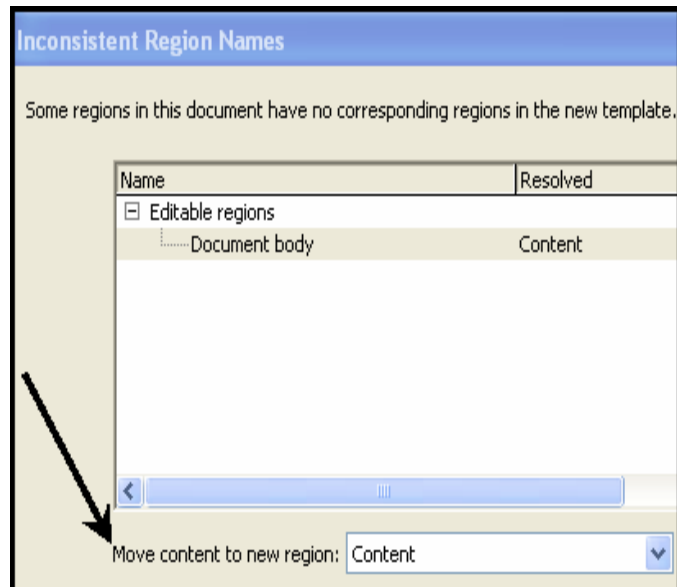 Inconsistent Region Names
Some regions in this document have no corresponding regions in the new template.
Name Resolved
Editable regions
Document body Content
Move content to new region: Content